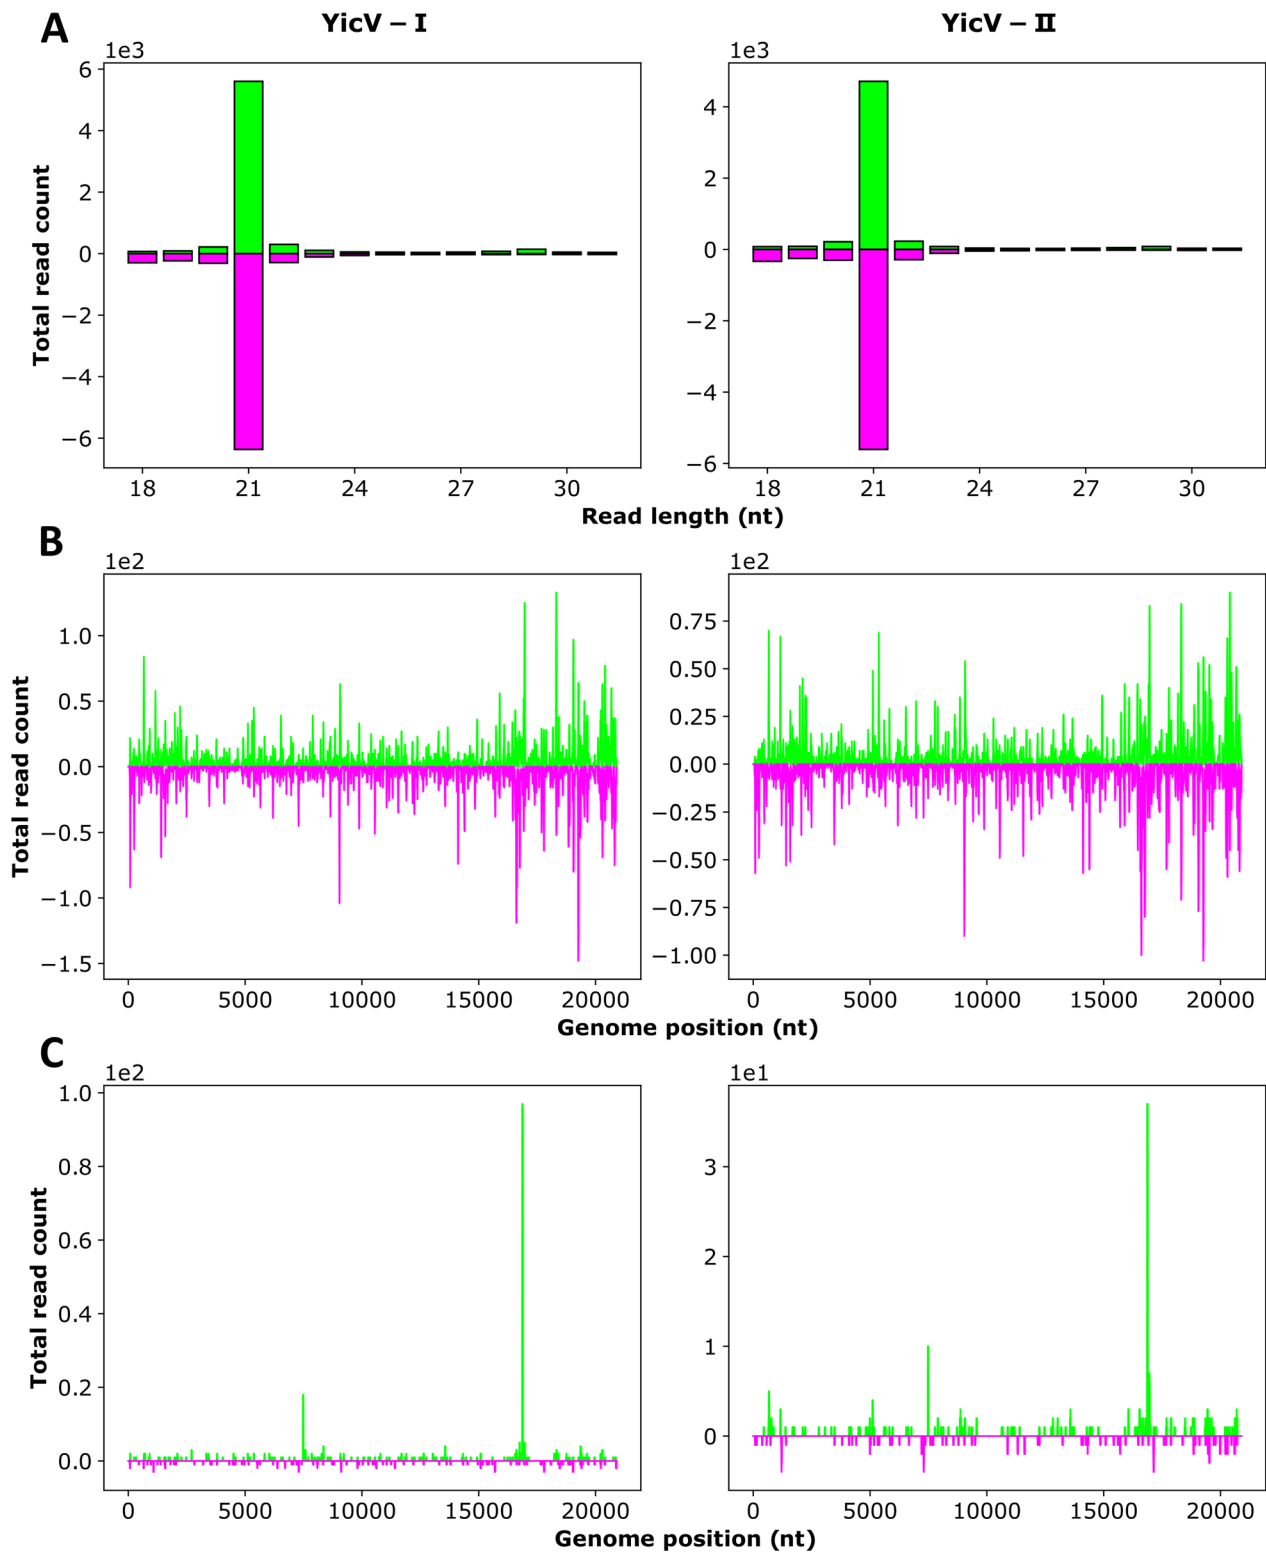 A
YicV – I
YicV – II
1e3
1e3
6
4
2
0
−2
−4
−6
4
2
0
−2
−4
−6
Total read count
18 21 24 27 30
18 21 24 27 30
Read length (nt)
B
1e2
1e2
1.0
0.5
0.0
−0.5
−1.0
−1.5
0.75
0.50
0.25
0.00
−0.25
−0.50
−0.75
−1.00
Total read count
0 5000 10000 15000 20000
0 5000 10000 15000 20000
Genome position (nt)
C
1e2
1e1
1.0
0.8
0.6
0.4
0.2
0.0
3
2
1
0
Total read count
0 5000 10000 15000 20000
0 5000 10000 15000 20000
Genome position (nt)